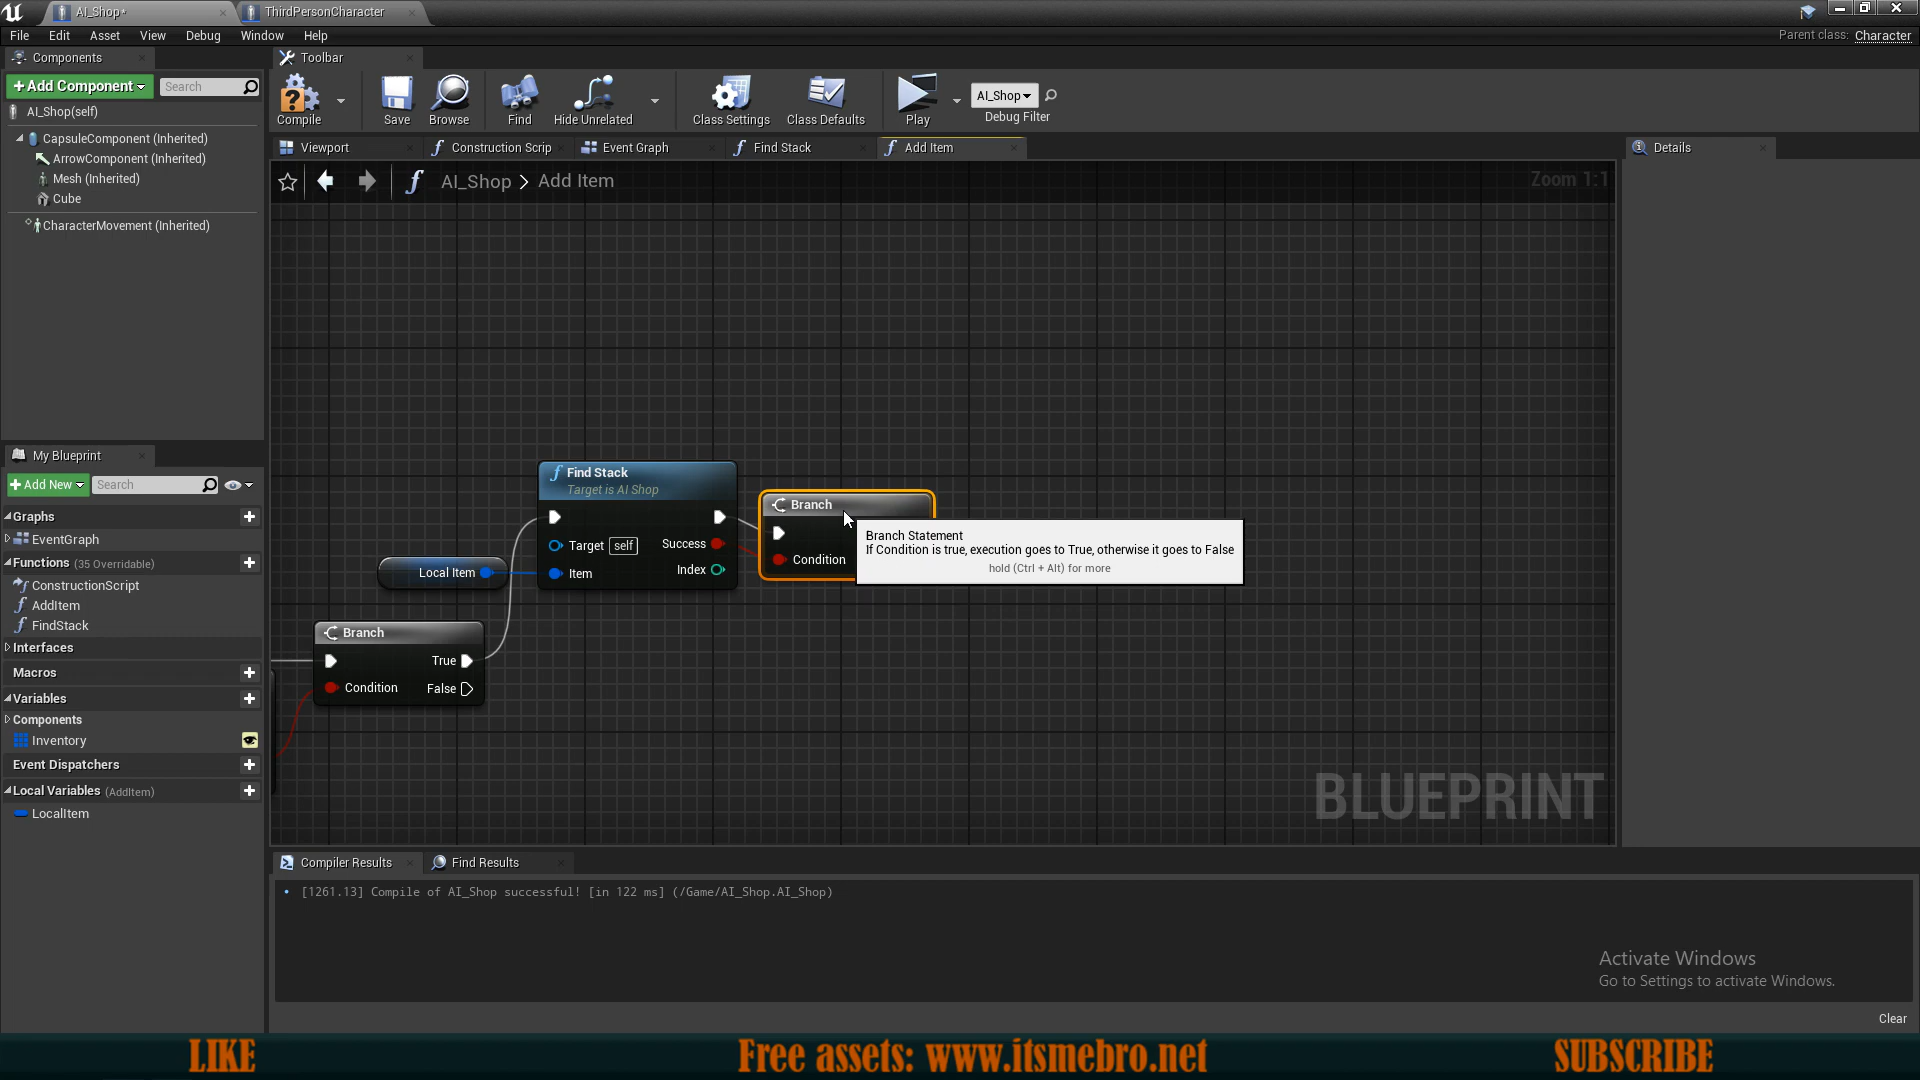 AI_Shop*
ThirdPersonCharacter
File Edit Asset View Debug Window Help
Parent class: Character
Components
Toolbar
+Add Component
Search
AI_Shop(self)
CapsuleComponent (Inherited)
ArrowComponent (Inherited)
Mesh (Inherited)
Cube
CharacterMovement (Inherited)
Compile
Save
Browse
Find
Hide Unrelated
Class Settings
Class Defaults
Play
AI_Shop
Debug Filter
Viewport
Construction Scrip
Event Graph
Find Stack
Add Item
Details
AI_Shop > Add Item
Zoom 1:1
Find Stack
Target is AI Shop
Target self
Success
Item
Index
Local Item
Branch
Condition
Branch Statement
If Condition is true, execution goes to True, otherwise it goes to False
hold (Ctrl + Alt) for more
Branch
True
Condition
False
BLUEPRINT
My Blueprint
+Add New
Search
Graphs
EventGraph
Functions (35 Overridable)
ConstructionScript
AddItem
FindStack
Interfaces
Macros
Variables
Components
Inventory
Event Dispatchers
Local Variables (AddItem)
LocalItem
Compiler Results
Find Results
[1261.13] Compile of AI_Shop successful! [in 122 ms] (/Game/AI_Shop.AI_Shop)
Activate Windows
Go to Settings to activate Windows.
Clear
LIKE
Free assets: www.itsmebro.net
SUBSCRIBE